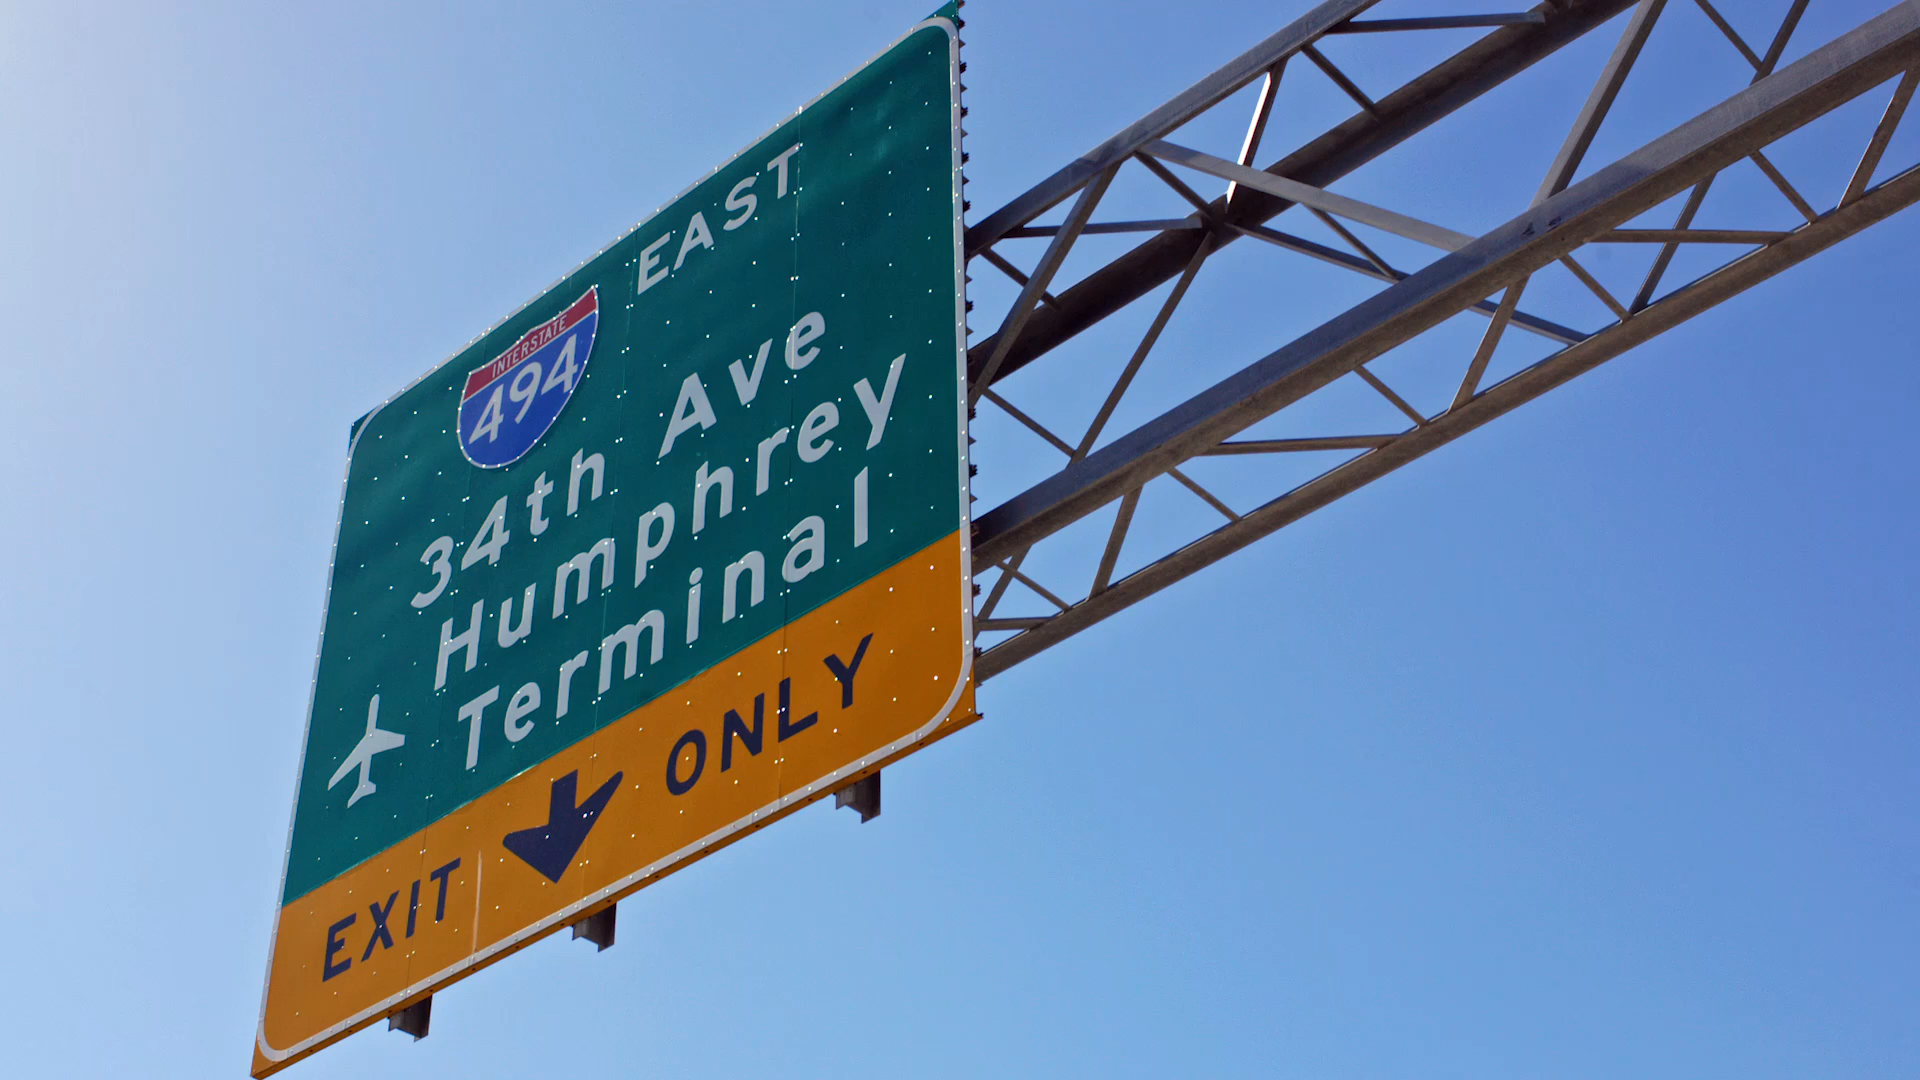 INTERSTATE
494 EAST
34th Ave
Humphrey
Terminal
EXIT ONLY